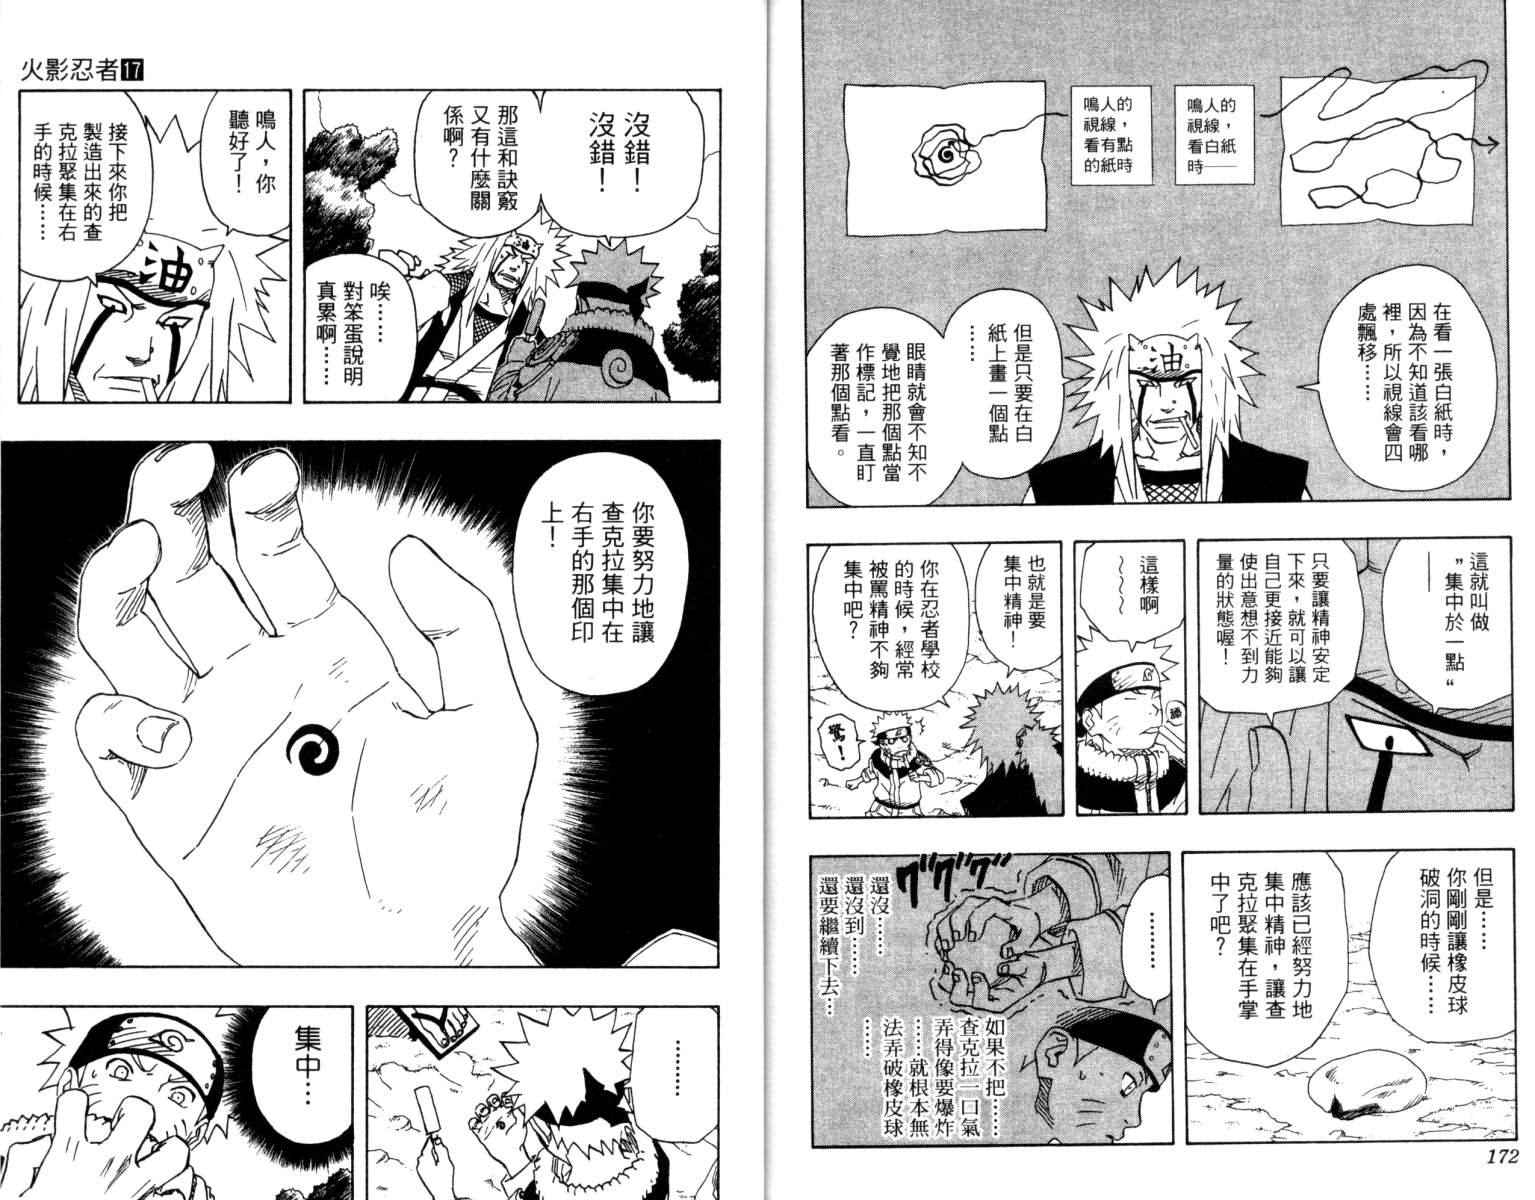 鳴人的
視線，
看白紙
時——
鳴人的
視線，
看有點
的紙時
在看一張白紙時，
因為不知道該看哪
裡，所以視線會四
處飄移……
但是只要在白
紙上畫一個點
……
眼睛就會不知不
覺地把那個點當
作標記，一直盯
著那個點看。
這就叫做
”集中於一點“
——
只要讓精神安定
下來，就可以讓
自己更接近能夠
使出意想不到力
量的狀態喔！
這樣啊
～～～
也就是要
集中精神！
你在忍者學校
的時候，經常
被罵精神不夠
集中吧？
驚！
但是……
你剛剛讓橡皮球
破洞的時候……
應該已經努力地
集中精神，讓查
克拉聚集在手掌
中了吧？
………
ググググ
還沒……
還沒到……
還要繼續下去…
如果不把……
查克拉一口氣
弄得像要爆炸
……就根本無
法弄破橡皮球
……
172
火影忍者17
沒錯！
沒錯！
那這和訣竅
又有什麼關
係啊？
唉……
對笨蛋說明
真累啊……
鳴人，你
聽好了！
接下來你把
製造出來的查
克拉聚集在右
手的時候……
油
你要努力地讓
查克拉集中在
右手的那個印
上！
………
集中…